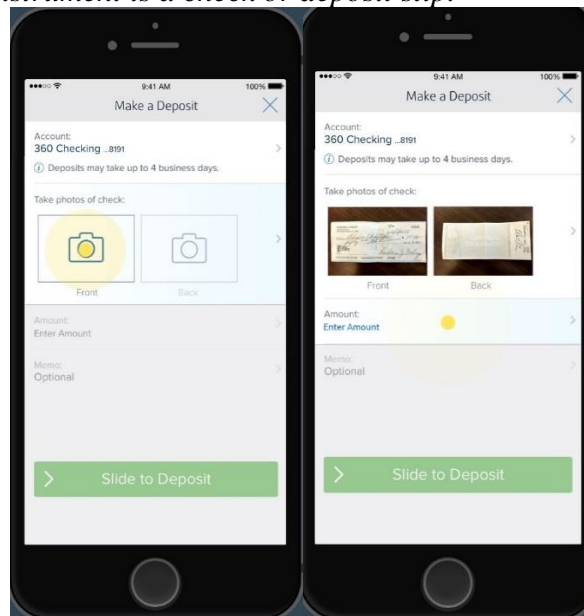 strument is a check or deposit slip.
9:41 AM 100%
Make a Deposit
Account:
360 Checking ...8191
Deposits may take up to 4 business days.
Take photos of check:
Front Back
Amount:
Enter Amount
Memo:
Optional
Slide to Deposit
9:41 AM 100%
Make a Deposit
Account:
360 Checking ...8191
Deposits may take up to 4 business days.
Take photos of check:
Front Back
Amount:
Enter Amount
Memo:
Optional
Slide to Deposit